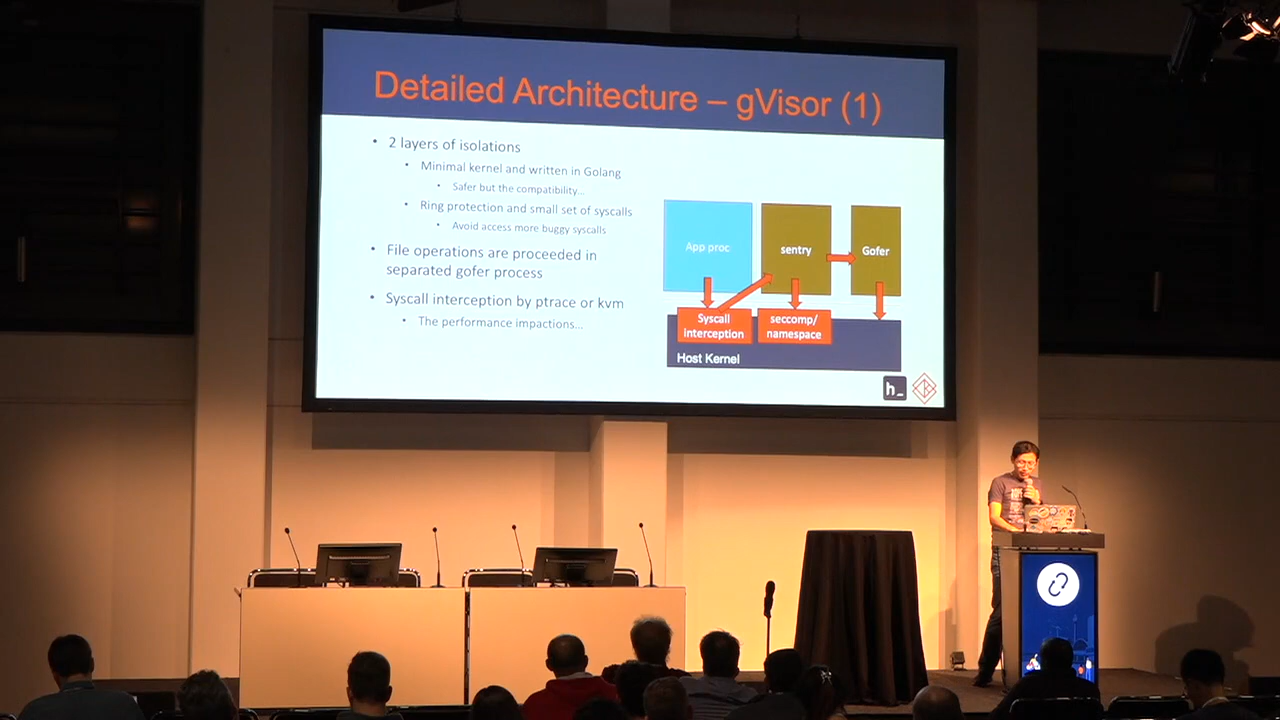 Detailed Architecture – gVisor (1)
• 2 layers of isolations
• Minimal kernel and written in Golang
• Safer but the compatibility...
• Ring protection and small set of syscalls
• Avoid access more buggy syscalls
• File operations are proceeded in
separated gofer process
• Syscall interception by ptrace or kvm
• The performance impactions...
App proc
sentry
Gofer
Syscall
interception
seccomp/
namespace
Host Kernel
h_